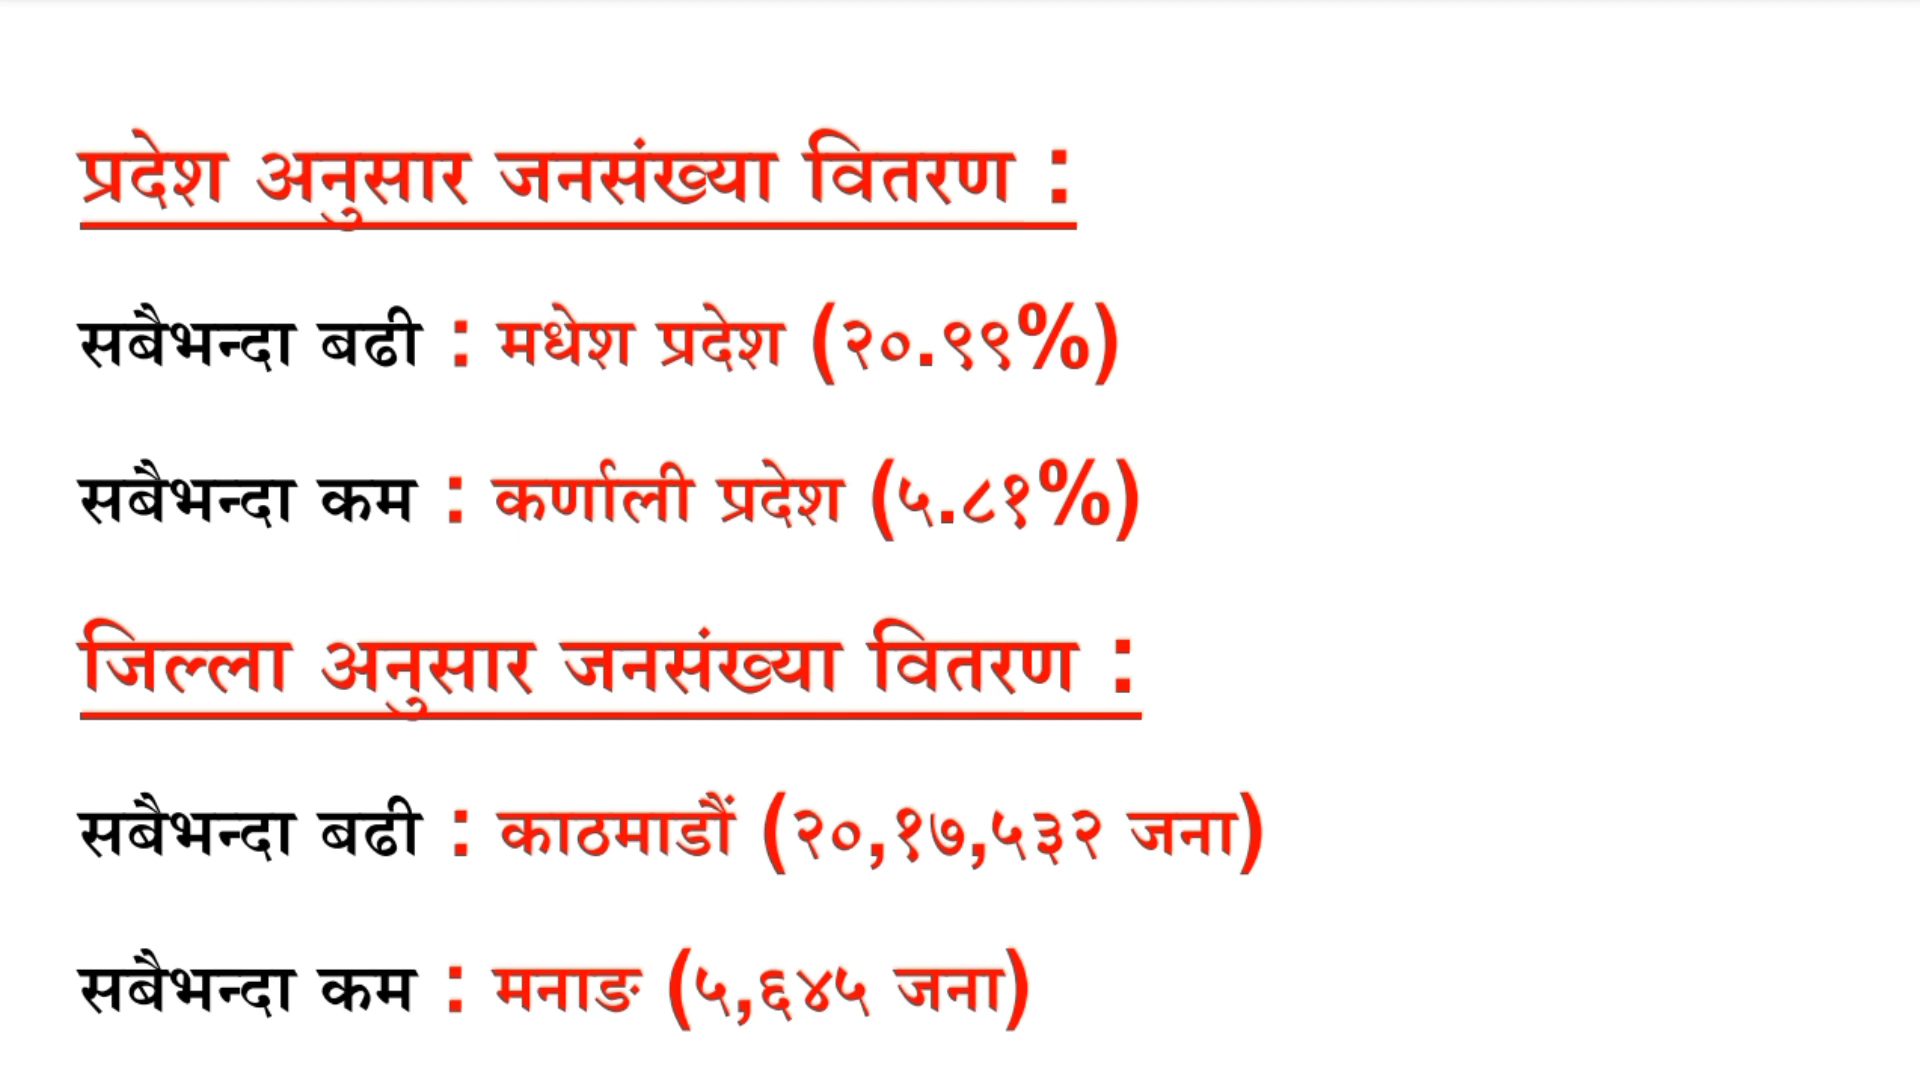 प्रदेश अनुसार जनसंख्या वितरण :
सबैभन्दा बढी : मधेश प्रदेश (२०.९९%)
सबैभन्दा कम : कर्णाली प्रदेश (५.८१%)
जिल्ला अनुसार जनसंख्या वितरण :
सबैभन्दा बढी : काठमाडौं (२०,१७,५३२ जना)
सबैभन्दा कम : मनाङ (५,६४५ जना)